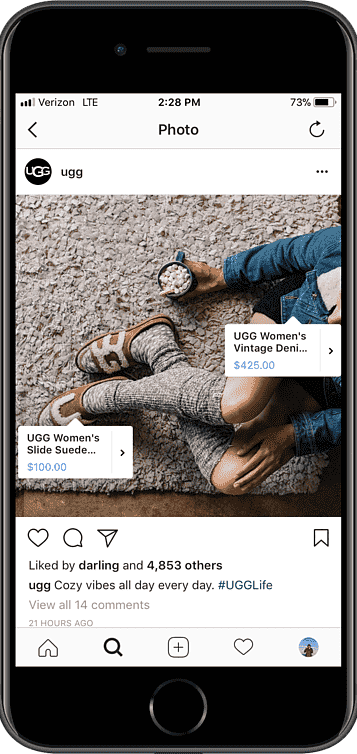 Verizon LTE 2:28 PM 73%
Photo
UGG ugg
UGG Women's
Vintage Deni...
$425.00
UGG Women's
Slide Suede...
$100.00
Liked by darling and 4,853 others
ugg Cozy vibes all day every day. #UGGLife
View all 14 comments
21 HOURS AGO